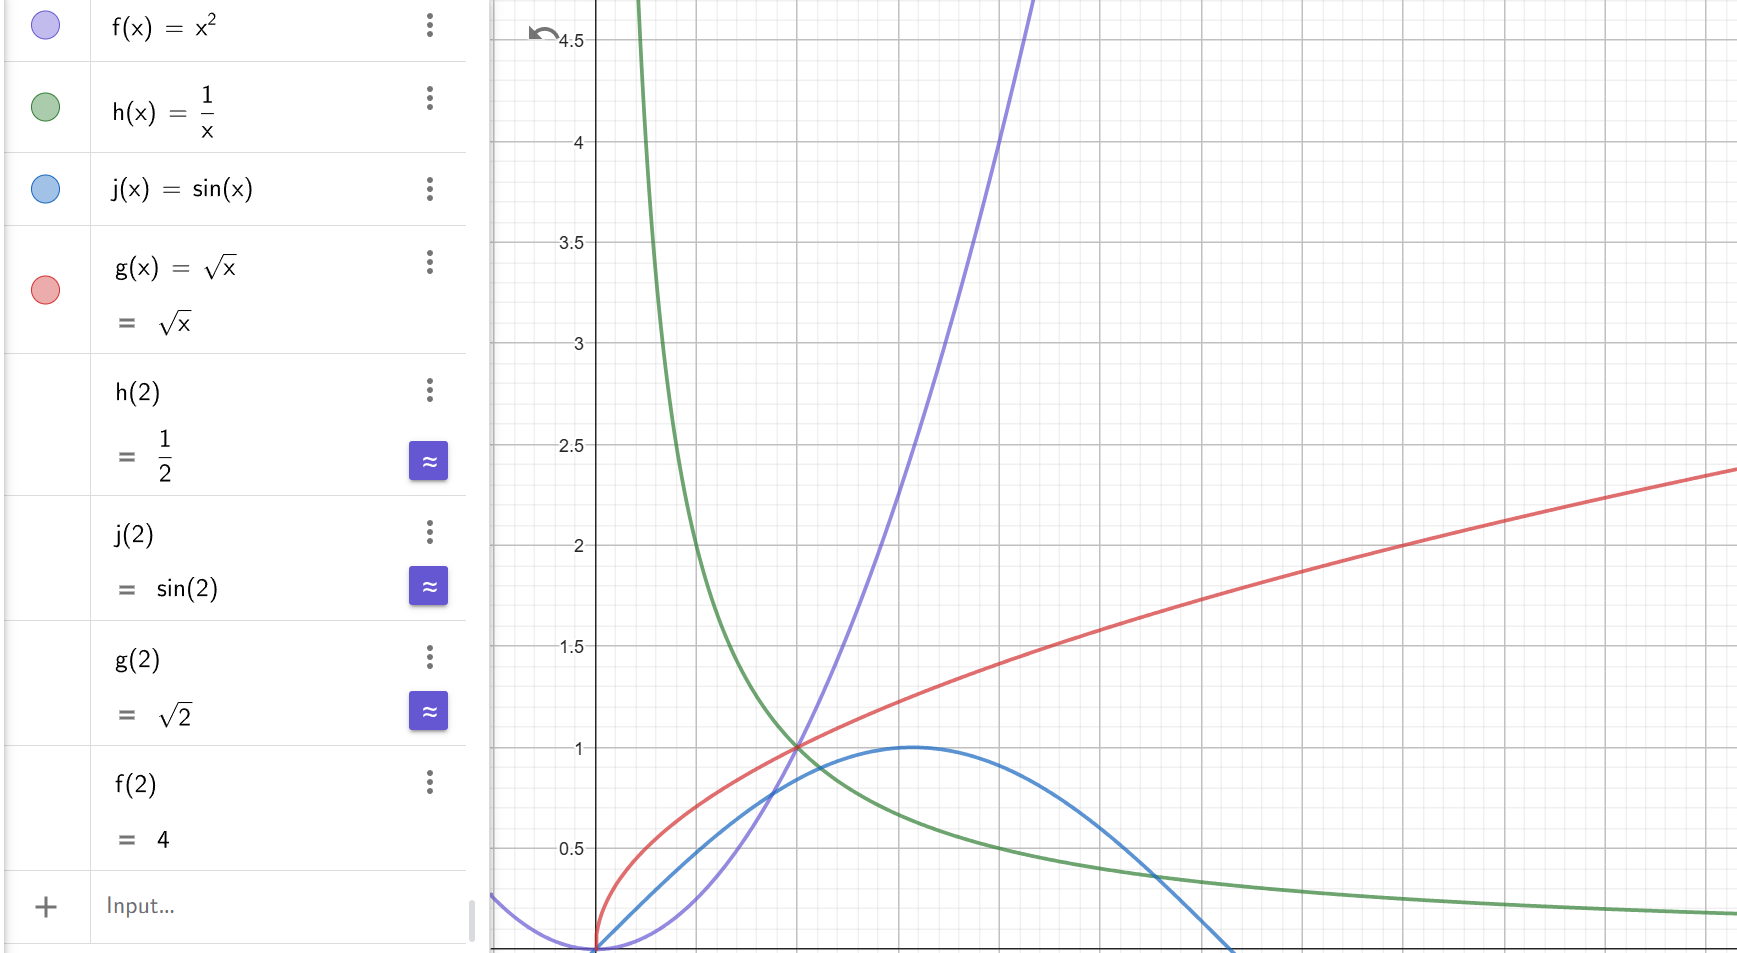 f(x) = x²
h(x) = 1/x
j(x) = sin(x)
g(x) = √x
= √x
h(2)
= 1/2
≈
j(2)
= sin(2)
≈
g(2)
= √2
≈
f(2)
= 4
+ Input...
4.5
4
3.5
3
2.5
2
1.5
1
0.5